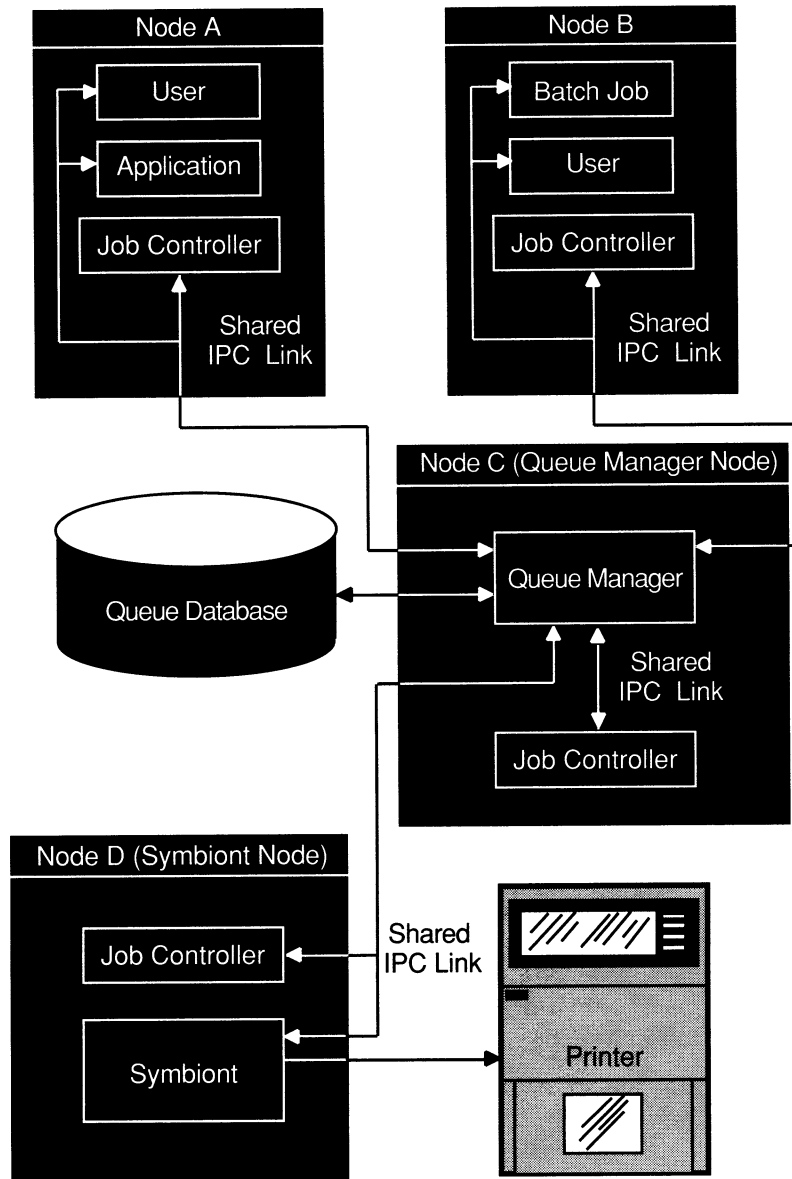 Node A
User
Application
Job Controller
Shared
IPC Link
Node B
Batch Job
User
Job Controller
Shared
IPC Link
Node C (Queue Manager Node)
Queue Manager
Shared
IPC Link
Job Controller
Queue Database
Node D (Symbiont Node)
Job Controller
Symbiont
Shared
IPC Link
Printer